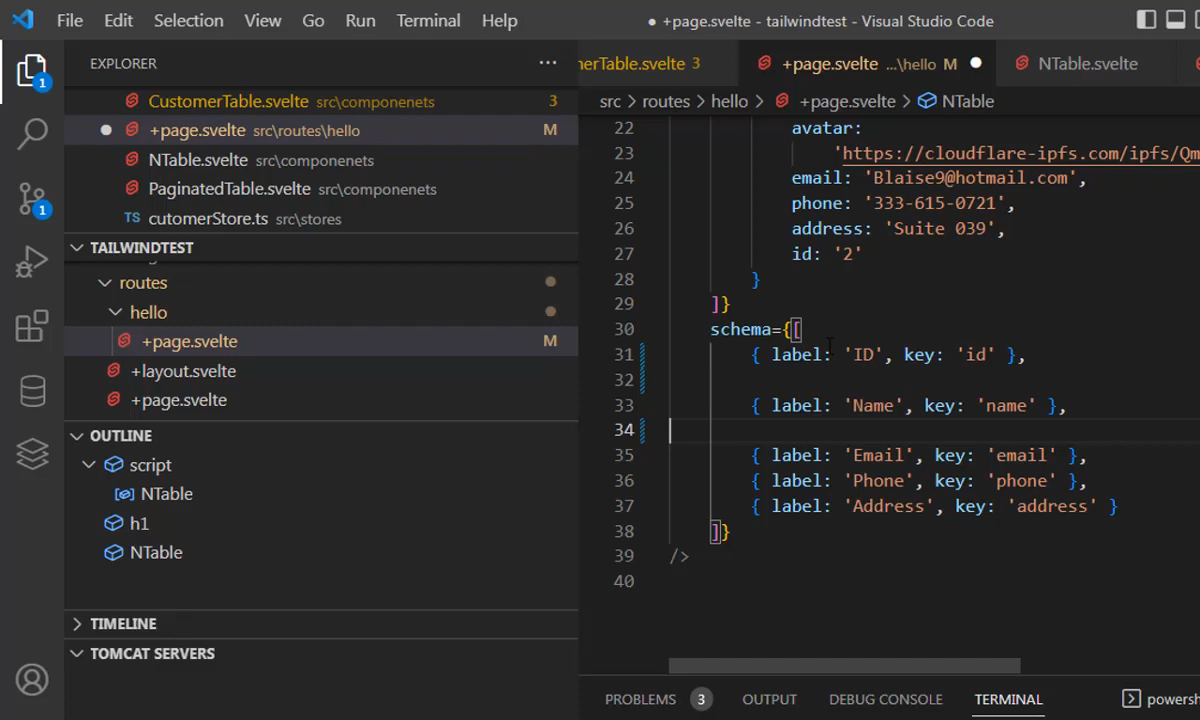 File Edit Selection View Go Run Terminal Help ● +page.svelte - tailwindtest - Visual Studio Code
EXPLORER ···
1
CustomerTable.svelte src\componenets 3
+page.svelte src\routes\hello M
NTable.svelte src\componenets
PaginatedTable.svelte src\componenets
1
TS cutomerStore.ts src\stores
TAILWINDTEST
routes
hello
+page.svelte M
+layout.svelte
+page.svelte
OUTLINE
script
NTable
h1
NTable
TIMELINE
TOMCAT SERVERS
nerTable.svelte 3 +page.svelte ...\hello M ● NTable.svelte
src > routes > hello > +page.svelte > NTable
22 avatar:
23 'https://cloudflare-ipfs.com/ipfs/Qm
24 email: 'Blaise9@hotmail.com',
25 phone: '333-615-0721',
26 address: 'Suite 039',
27 id: '2'
28 }
29 ]}
30 schema={[
31 { label: 'ID', key: 'id' },
32
33 { label: 'Name', key: 'name' },
34
35 { label: 'Email', key: 'email' },
36 { label: 'Phone', key: 'phone' },
37 { label: 'Address', key: 'address' }
38 ]}
39 />
40
PROBLEMS 3 OUTPUT DEBUG CONSOLE TERMINAL powersh